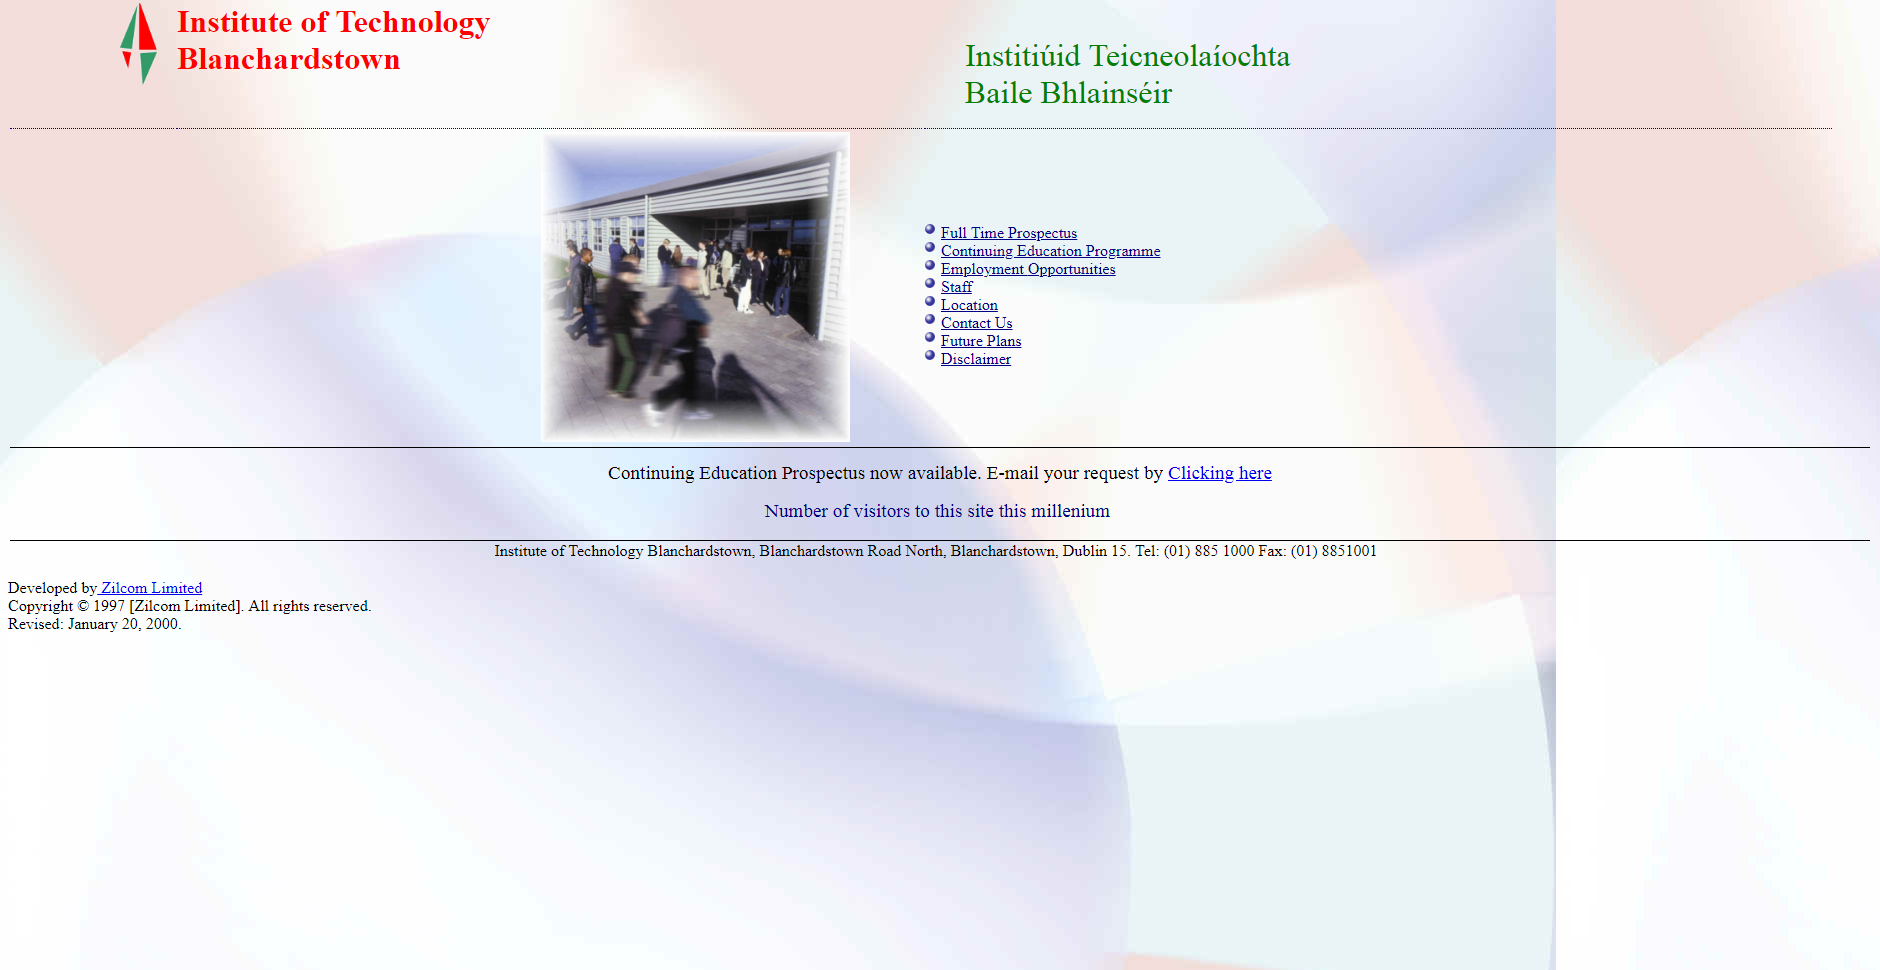 Institute of Technology
Blanchardstown
Institiúid Teicneolaíochta
Baile Bhlainséir
Full Time Prospectus
Continuing Education Programme
Employment Opportunities
Staff
Location
Contact Us
Future Plans
Disclaimer
Continuing Education Prospectus now available. E-mail your request by Clicking here
Number of visitors to this site this millenium
Institute of Technology Blanchardstown, Blanchardstown Road North, Blanchardstown, Dublin 15. Tel: (01) 885 1000 Fax: (01) 8851001
Developed by Zilcom Limited
Copyright © 1997 [Zilcom Limited]. All rights reserved.
Revised: January 20, 2000.